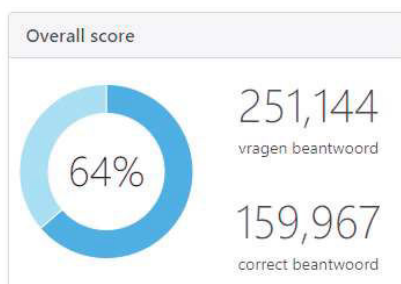 Overall score
64%
251,144
vragen beantwoord
159,967
correct beantwoord